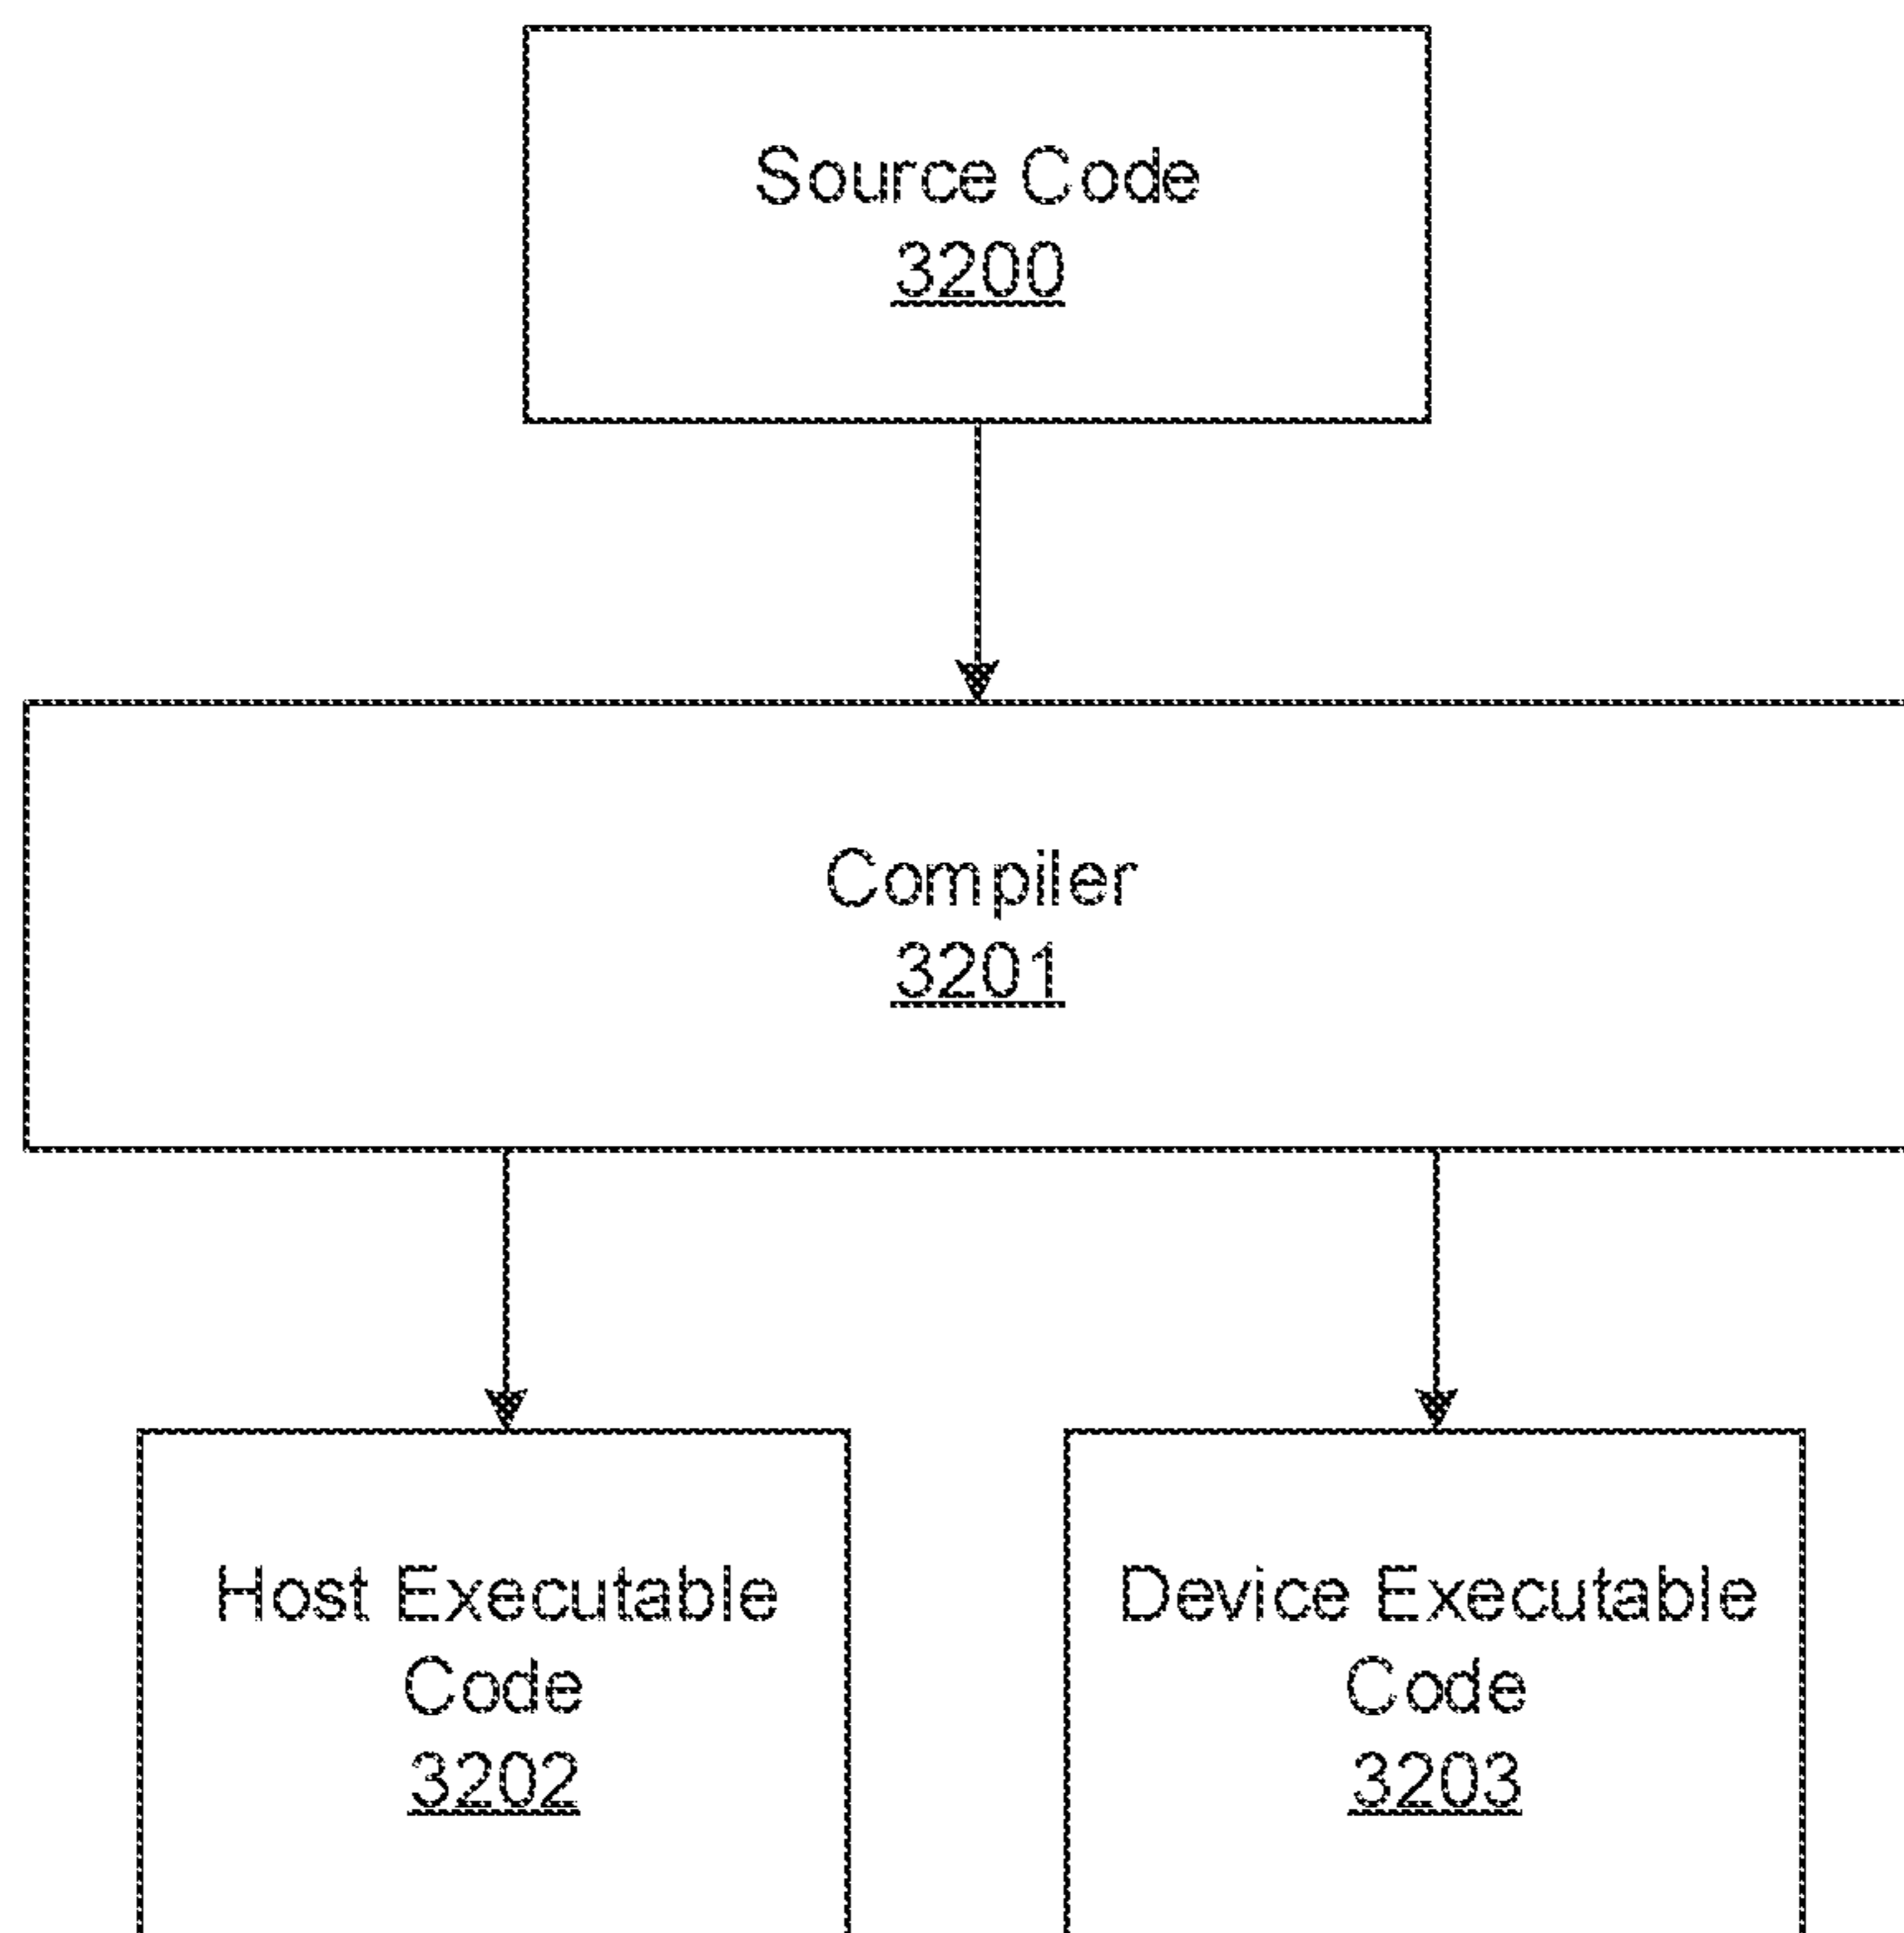 Source Code
3200
Compiler
3201
Host Executable
Code
3202
Device Executable
Code
3203